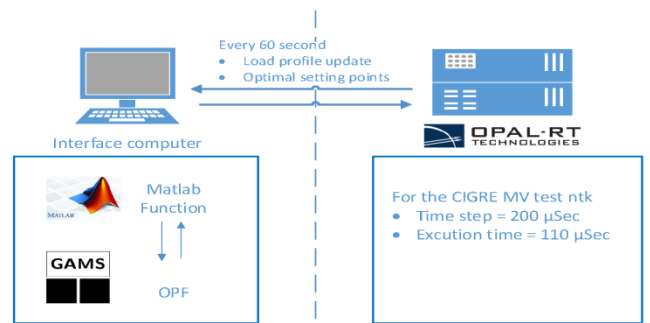 Every 60 second
• Load profile update
• Optimal setting points
Interface computer
OPAL-RT
TECHNOLOGIES
MATLAB
Matlab
Function
GAMS
OPF
For the CIGRE MV test ntk
• Time step = 200 µSec
• Excution time = 110 µSec